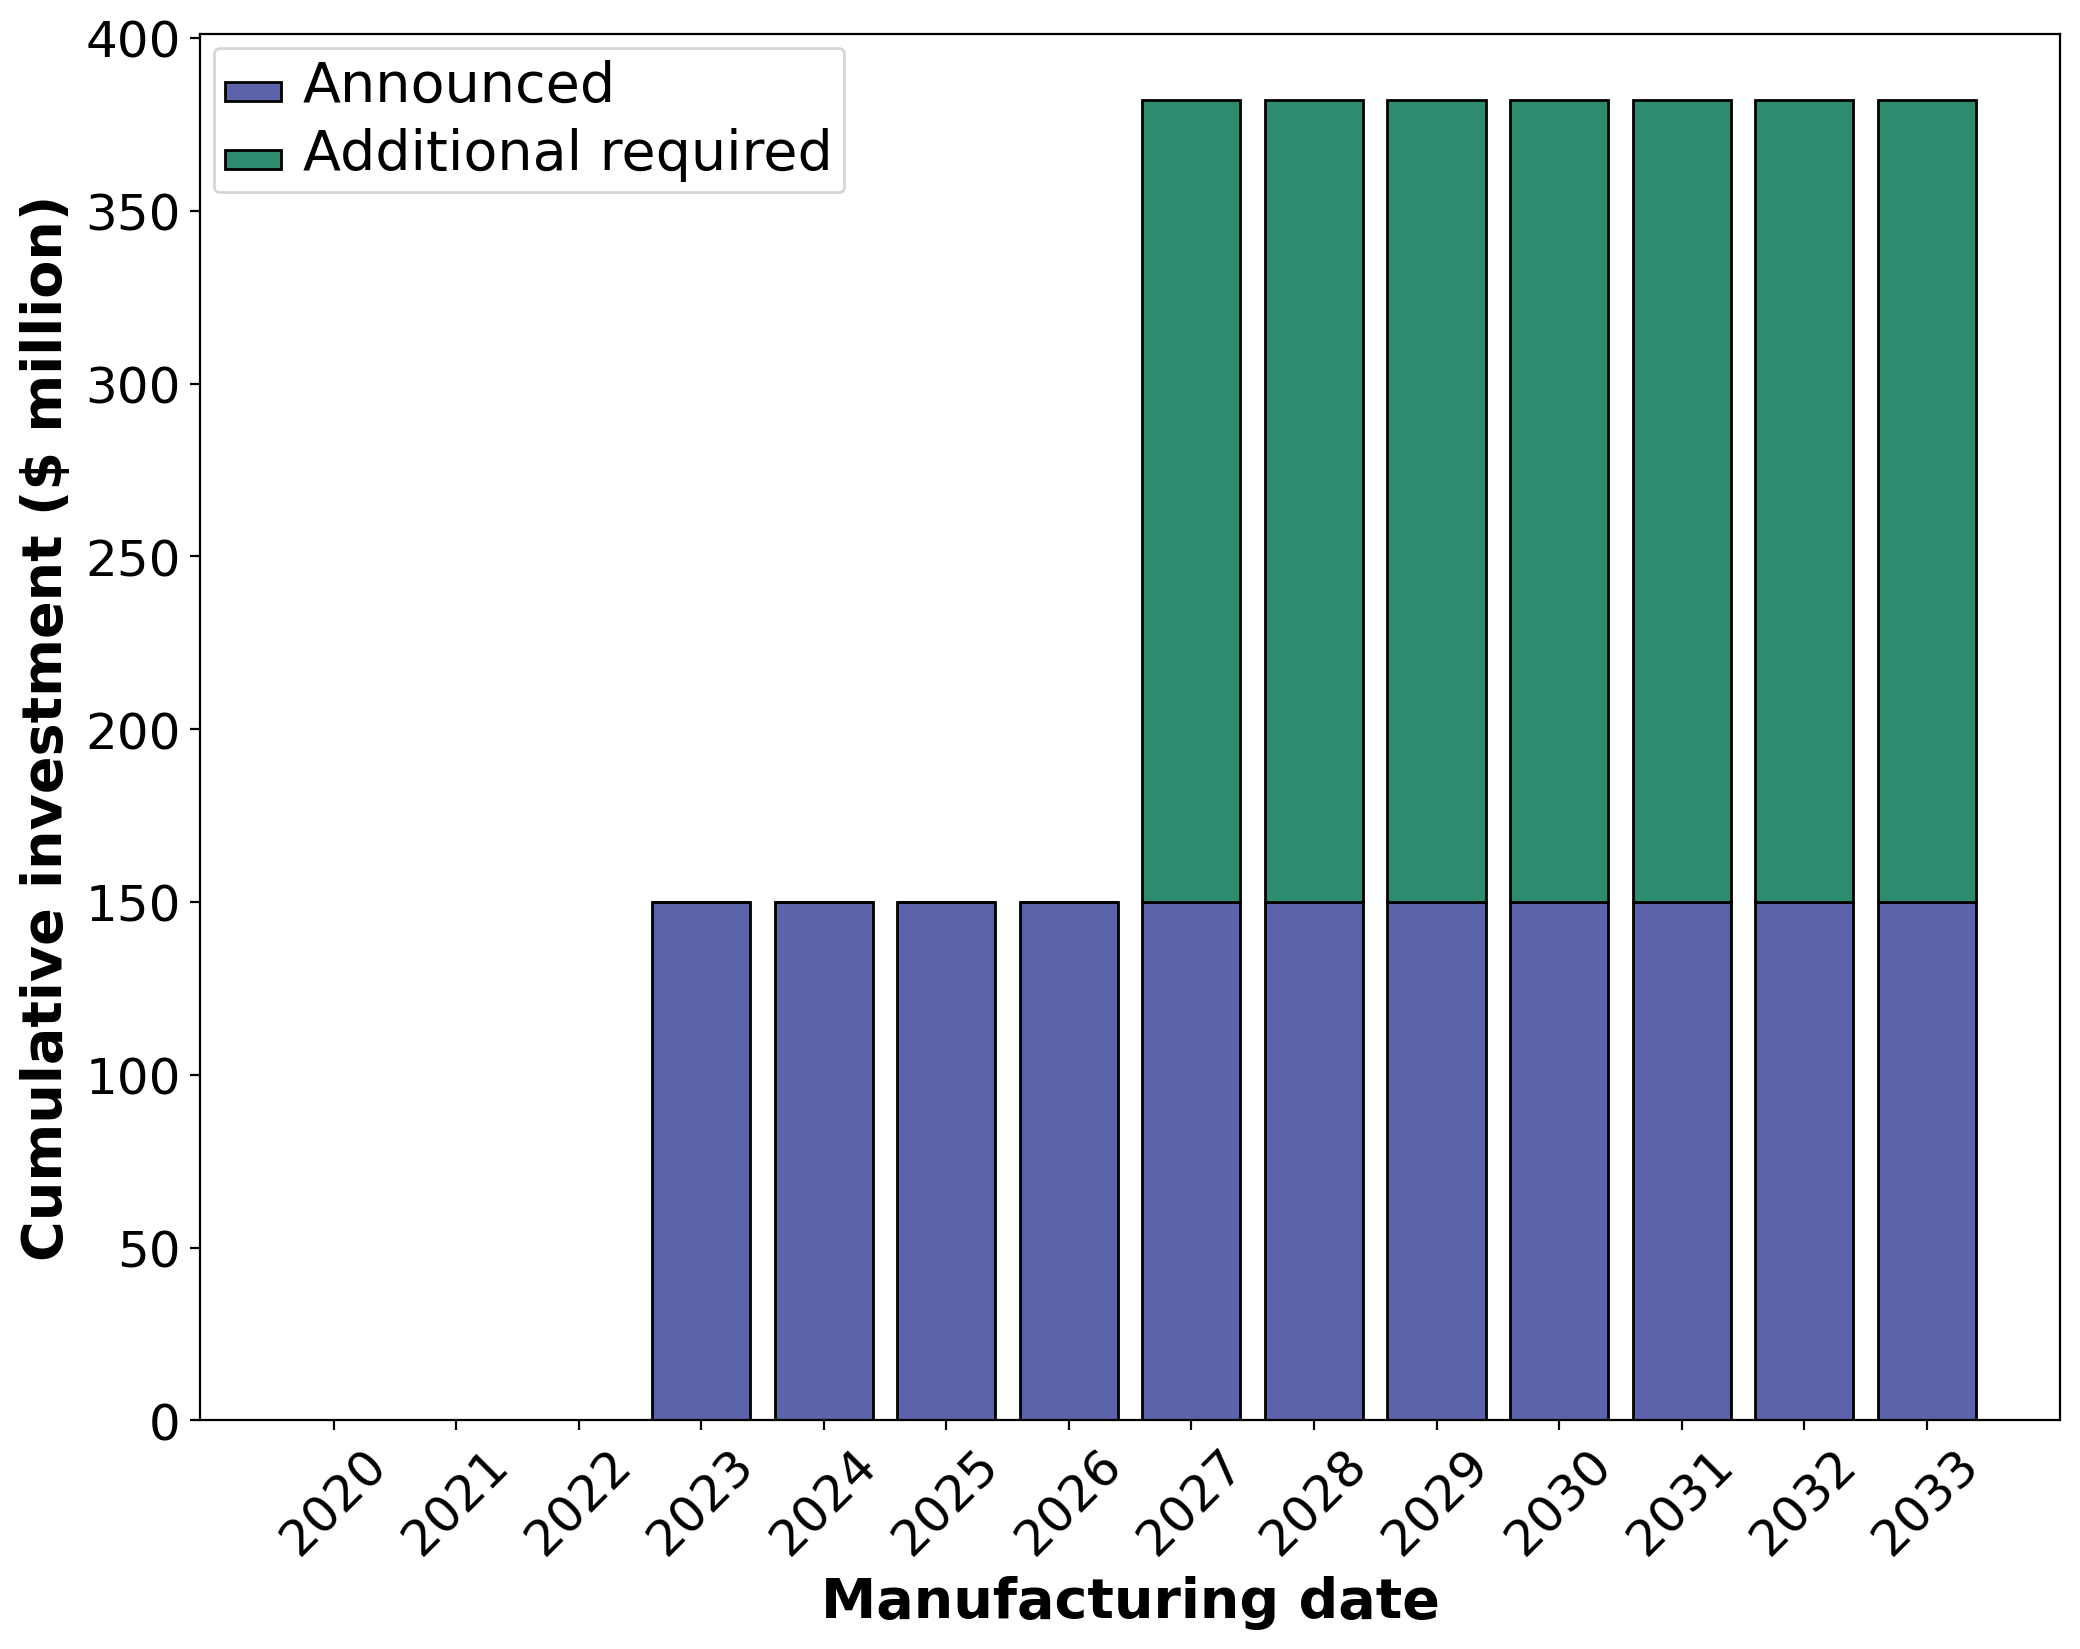 Announced
Additional required
Cumulative investment ($ million)
400
350
300
250
200
150
100
50
0
2020 2021 2022 2023 2024 2025 2026 2027 2028 2029 2030 2031 2032 2033
Manufacturing date